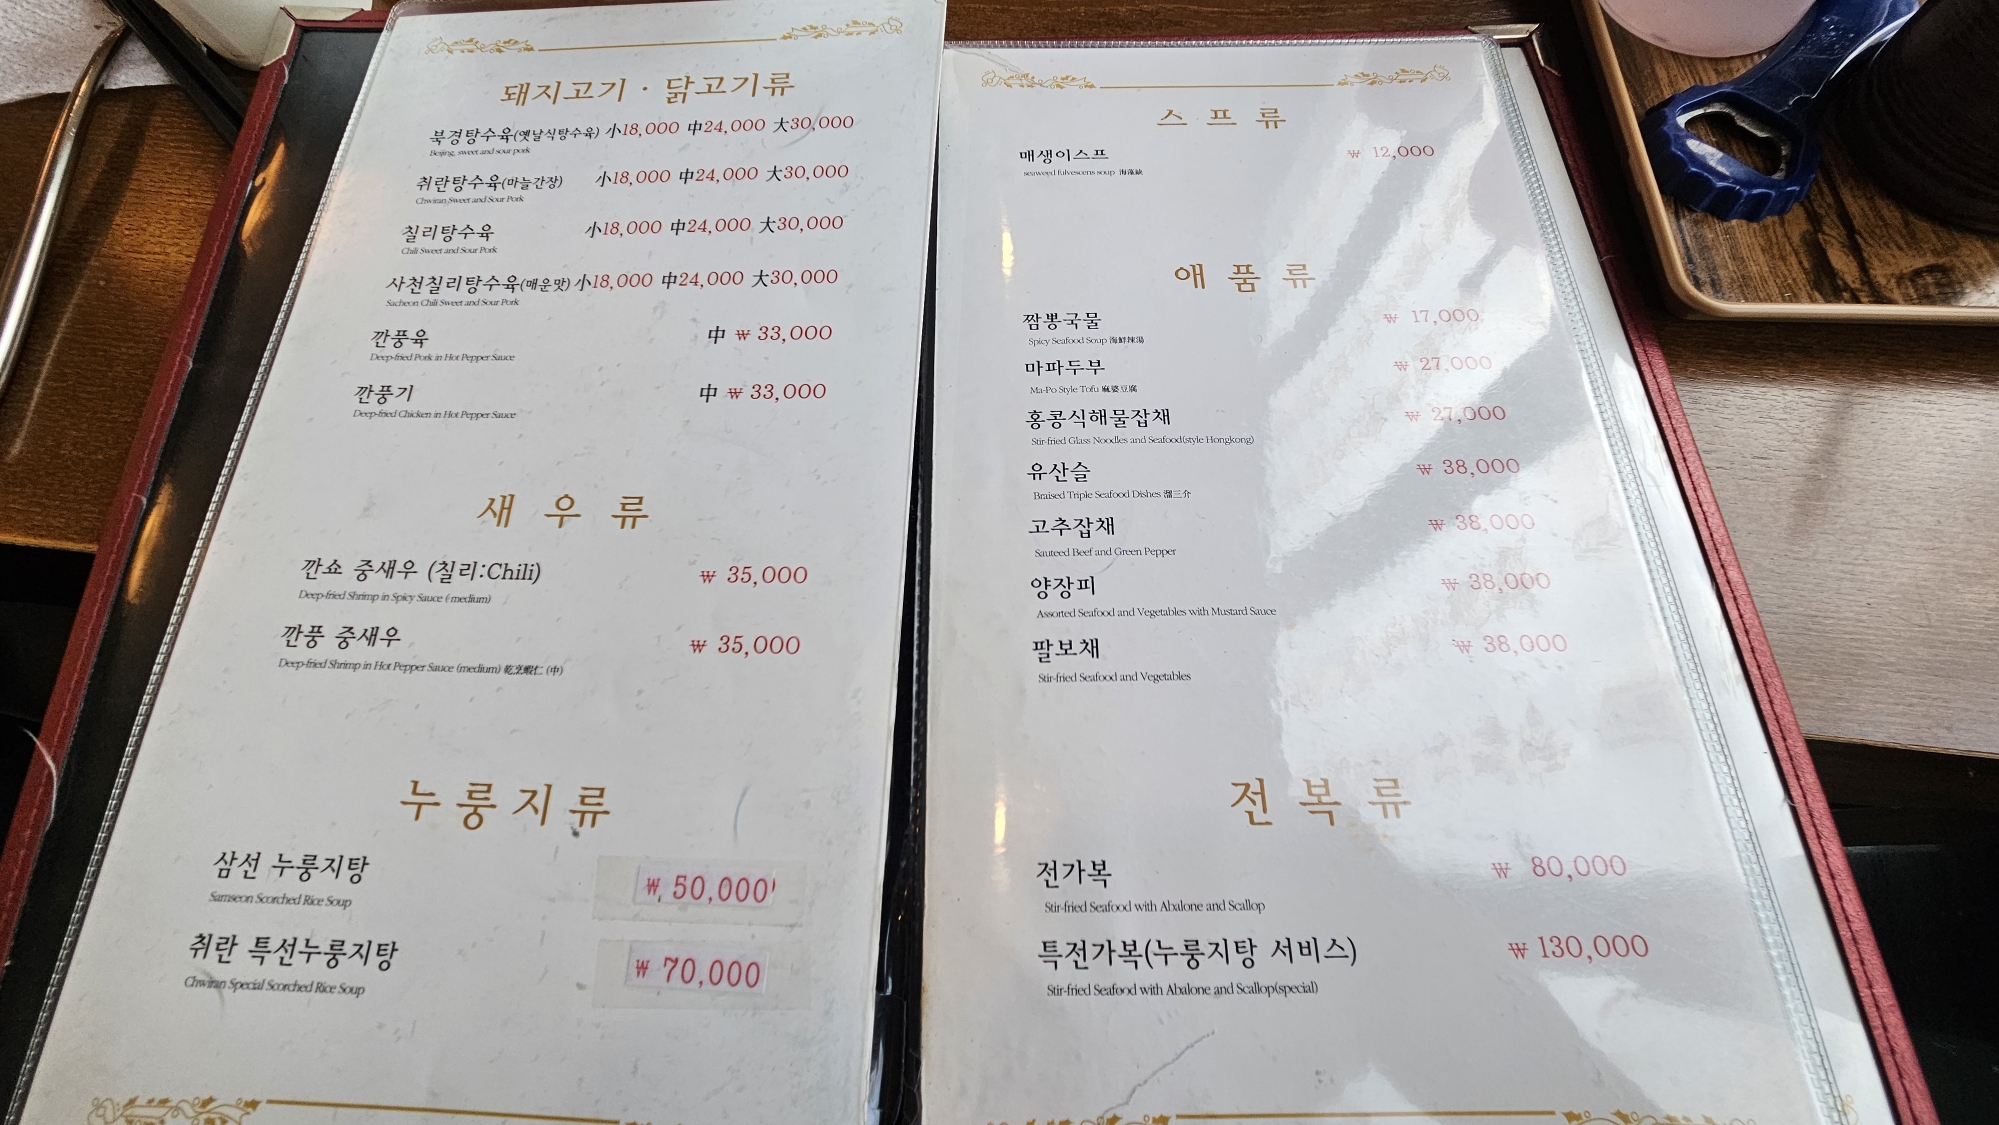 돼지고기 · 닭고기류
북경탕수육(옛날식탕수육) 小18,000 中24,000 大30,000
Beijing, sweet and sour pork
취란탕수육(마늘간장) 小18,000 中24,000 大30,000
Chwiran Sweet and Sour Pork
칠리탕수육 小18,000 中24,000 大30,000
Chili Sweet and Sour Pork
사천칠리탕수육(매운맛) 小18,000 中24,000 大30,000
Sacheon Chili Sweet and Sour Pork
깐풍육 中 ₩ 33,000
Deep-fried Pork in Hot Pepper Sauce
깐풍기 中 ₩ 33,000
Deep-fried Chicken in Hot Pepper Sauce
새 우 류
깐쇼 중새우 (칠리:Chili) ₩ 35,000
Deep-fried Shrimp in Spicy Sauce (medium)
깐풍 중새우 ₩ 35,000
Deep-fried Shrimp in Hot Pepper Sauce (medium) 乾烹蝦仁 (中)
누룽지류
삼선 누룽지탕 ₩ 50,000
Samseon Scorched Rice Soup
취란 특선누룽지탕 ₩ 70,000
Chwiran Special Scorched Rice Soup
스 프 류
매생이스프 ₩ 12,000
seaweed fulvescens soup
애 품 류
짬뽕국물 ₩ 17,000
Spicy Seafood Soup 海鮮辣湯
마파두부 ₩ 27,000
Ma-Po Style Tofu 麻婆豆腐
홍콩식해물잡채 ₩ 27,000
Stir-fried Glass Noodles and Seafood(style Hongkong)
유산슬 ₩ 38,000
Braised Triple Seafood Dishes 溜三介
고추잡채 ₩ 38,000
Sauteed Beef and Green Pepper
양장피 ₩ 38,000
Assorted Seafood and Vegetables with Mustard Sauce
팔보채 ₩ 38,000
Stir-fried Seafood and Vegetables
전 복 류
전가복 ₩ 80,000
Stir-fried Seafood with Abalone and Scallop
특전가복(누룽지탕 서비스) ₩ 130,000
Stir-fried Seafood with Abalone and Scallop(special)